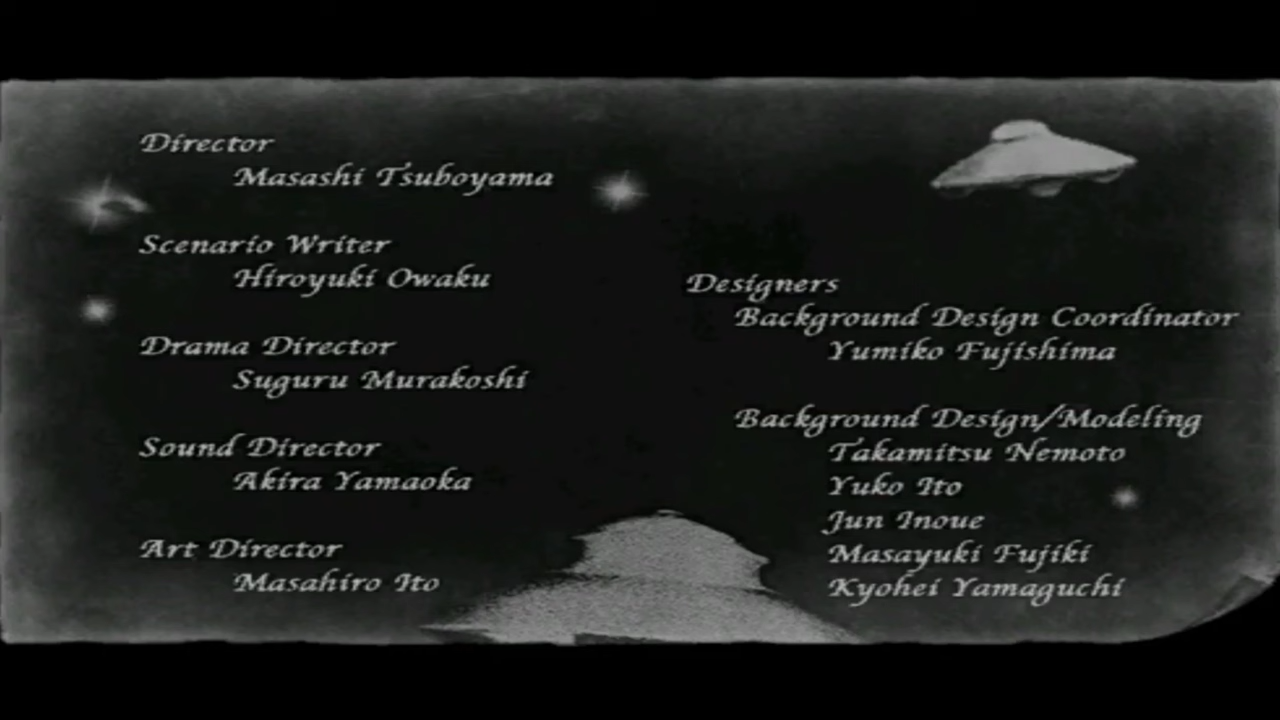 Director
Masashi Tsuboyama
Scenario Writer
Hiroyuki Owaku
Drama Director
Suguru Murakoshi
Sound Director
Akira Yamaoka
Art Director
Masahiro Ito
Designers
Background Design Coordinator
Yumiko Fujishima
Background Design/Modeling
Takamitsu Nemoto
Yuko Ito
Jun Inoue
Masayuki Fujiki
Kyohei Yamaguchi